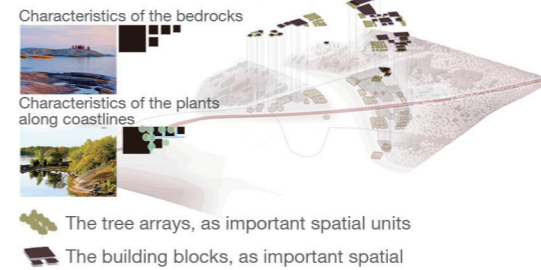 Characteristics of the bedrocks
Characteristics of the plants
along coastlines
The tree arrays, as important spatial units
The building blocks, as important spatial